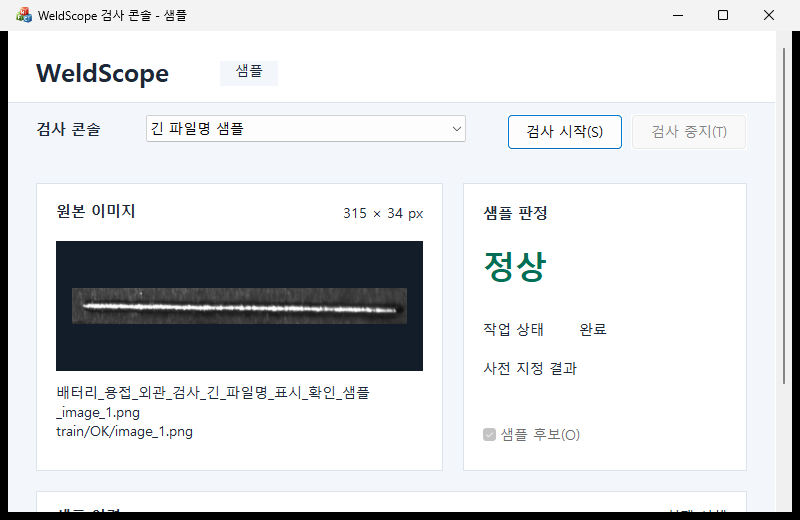 WeldScope 검사 콘솔 - 샘플
WeldScope
샘플
검사 콘솔
긴 파일명 샘플
검사 시작(S)
검사 중지(T)
원본 이미지
315 × 34 px
배터리_용접_외관_검사_긴_파일명_표시_확인_샘플
_image_1.png
train/OK/image_1.png
샘플 판정
정상
작업 상태
완료
사전 지정 결과
샘플 후보(O)